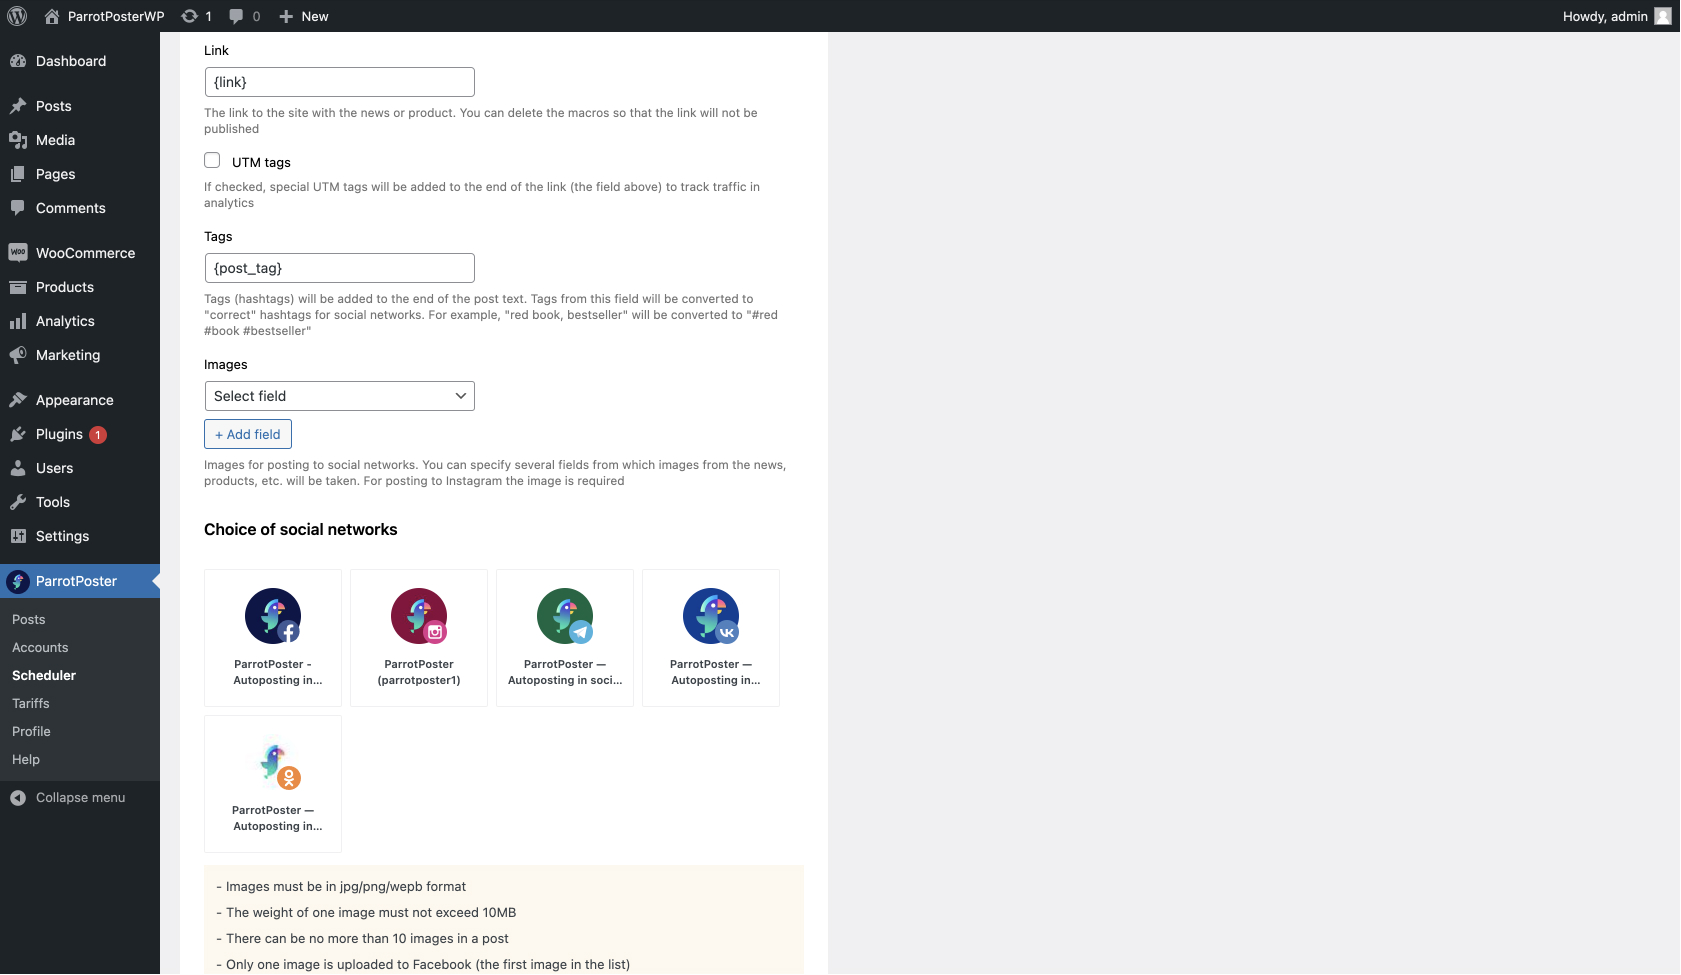 ParrotPosterWP
1
0
New
Howdy, admin
Dashboard
Posts
Media
Pages
Comments
WooCommerce
Products
Analytics
Marketing
Appearance
Plugins 1
Users
Tools
Settings
ParrotPoster
Posts
Accounts
Scheduler
Tariffs
Profile
Help
Collapse menu
Link
{link}
The link to the site with the news or product. You can delete the macros so that the link will not be
published
UTM tags
If checked, special UTM tags will be added to the end of the link (the field above) to track traffic in
analytics
Tags
{post_tag}
Tags (hashtags) will be added to the end of the post text. Tags from this field will be converted to
"correct" hashtags for social networks. For example, "red book, bestseller" will be converted to "#red
#book #bestseller"
Images
Select field
+ Add field
Images for posting to social networks. You can specify several fields from which images from the news,
products, etc. will be taken. For posting to Instagram the image is required
Choice of social networks
ParrotPoster -
Autoposting in...
ParrotPoster
(parrotposter1)
ParrotPoster —
Autoposting in soci...
ParrotPoster —
Autoposting in...
ParrotPoster —
Autoposting in...
- Images must be in jpg/png/wepb format
- The weight of one image must not exceed 10MB
- There can be no more than 10 images in a post
- Only one image is uploaded to Facebook (the first image in the list)